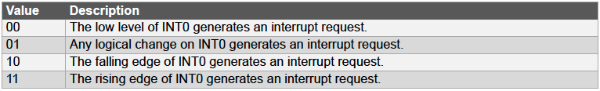 Value Description
00 The low level of INT0 generates an interrupt request.
01 Any logical change on INT0 generates an interrupt request.
10 The falling edge of INT0 generates an interrupt request.
11 The rising edge of INT0 generates an interrupt request.